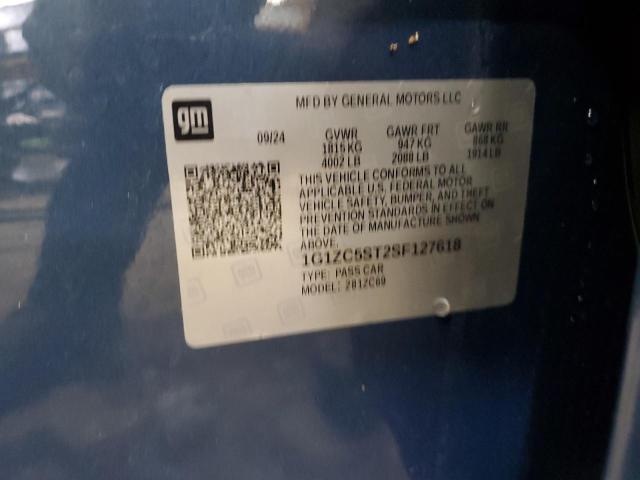 gm
MFD BY GENERAL MOTORS LLC
09/24 GVWR GAWR FRT GAWR RR
1815 KG 947 KG 868 KG
4002 LB 2088 LB 1914 LB
THIS VEHICLE CONFORMS TO ALL
APPLICABLE U.S. FEDERAL MOTOR
VEHICLE SAFETY, BUMPER, AND THEFT
PREVENTION STANDARDS IN EFFECT ON
THE DATE OF MANUFACTURE SHOWN
ABOVE.
1G1ZC5ST2SF127618
TYPE: PASS CAR
MODEL: 281ZC69